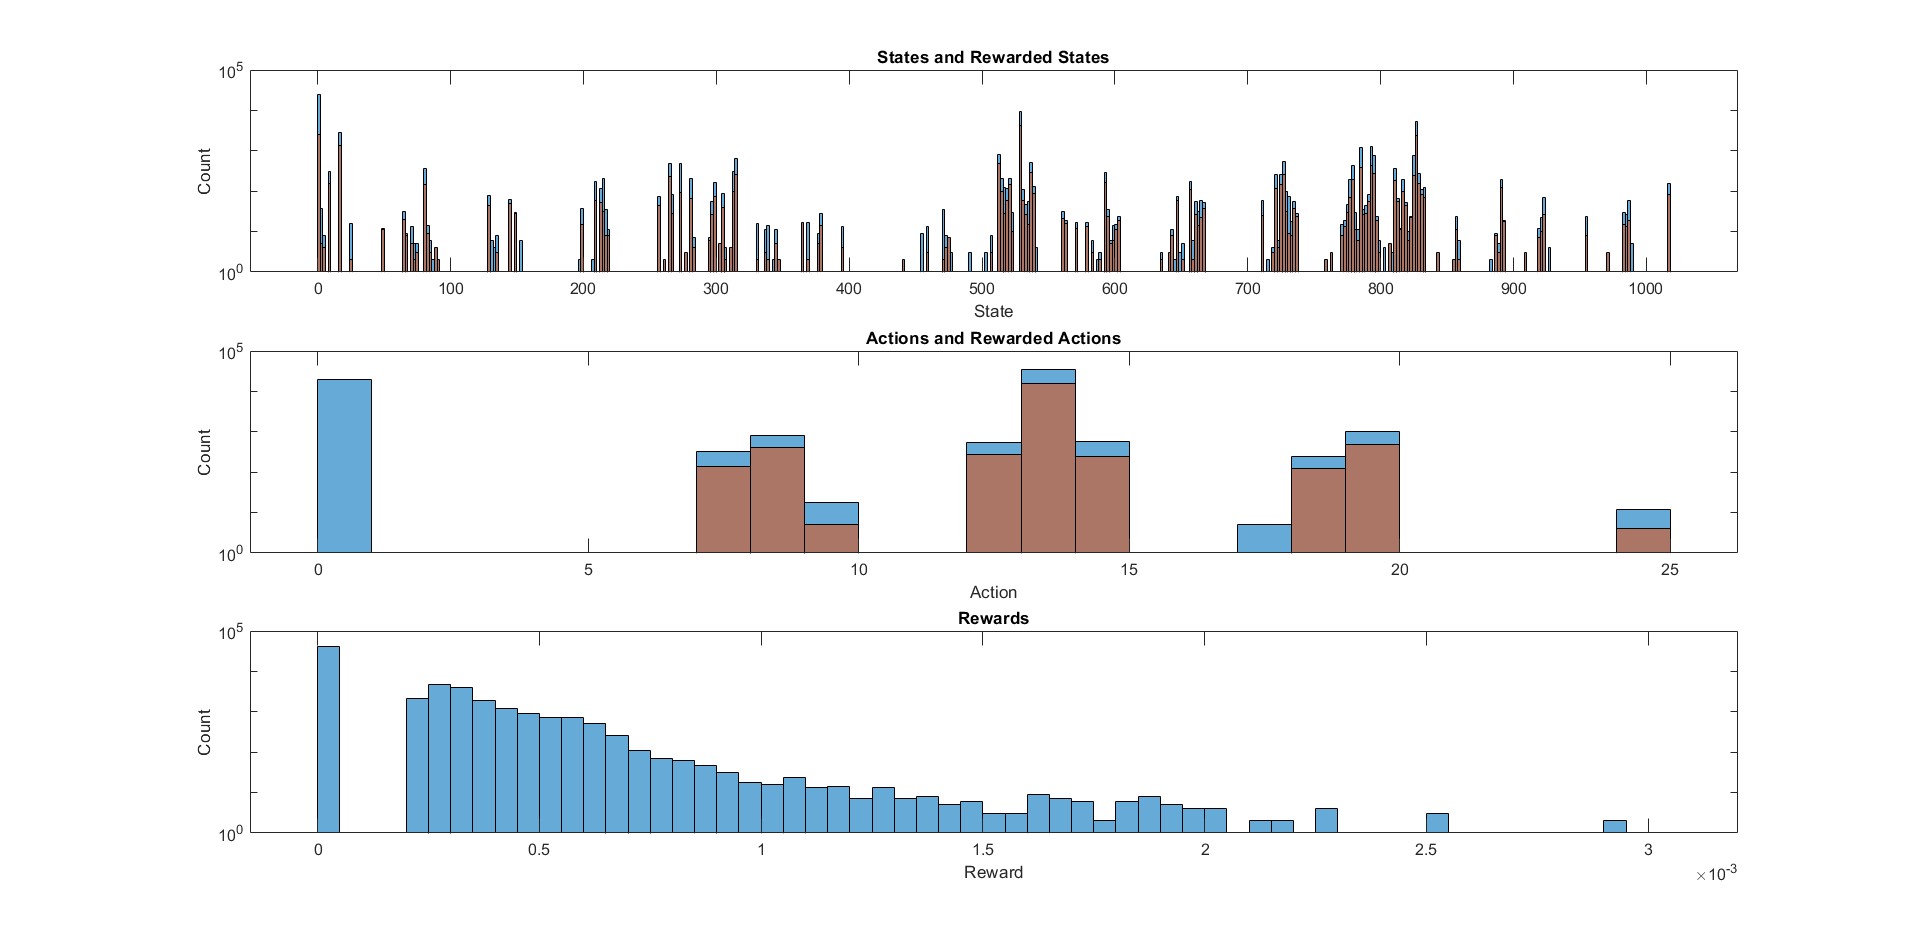 States and Rewarded States
10^5
Count
10^0
0 100 200 300 400 500 600 700 800 900 1000
State
Actions and Rewarded Actions
10^5
Count
10^0
0 5 10 15 20 25
Action
Rewards
10^5
Count
10^0
0 0.5 1 1.5 2 2.5 3
Reward
×10^-3